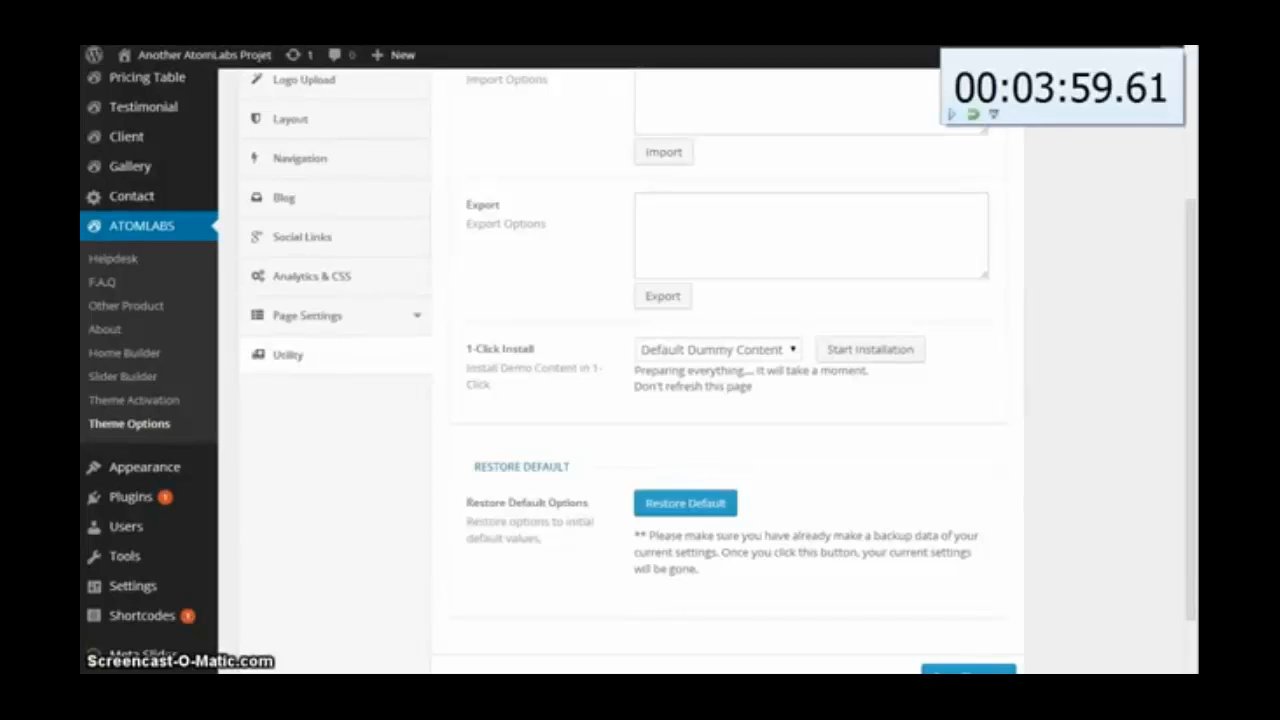 Another AtomLabs Projet 1 0 New
00:03:59.61
Pricing Table
Testimonial
Client
Gallery
Contact
ATOMLABS
Helpdesk
F.A.Q
Other Product
About
Home Builder
Slider Builder
Theme Activation
Theme Options
Appearance
Plugins 1
Users
Tools
Settings
Shortcodes 1
Meta Slider
Screencast-O-Matic.com
Logo Upload
Layout
Navigation
Blog
Social Links
Analytics & CSS
Page Settings
Utility
Import Options
Import
Export
Export Options
Export
1-Click Install
Install Demo Content in 1-
Click
Default Dummy Content
Start Installation
Preparing everything.... It will take a moment.
Don't refresh this page
RESTORE DEFAULT
Restore Default Options
Restore options to initial
default values.
Restore Default
** Please make sure you have already make a backup data of your
current settings. Once you click this button, your current settings
will be gone.